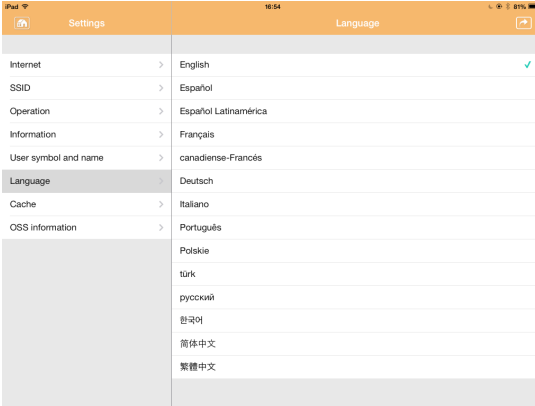 iPad 16:54 81%
Settings
Language
Internet
SSID
Operation
Information
User symbol and name
Language
Cache
OSS information
English
Español
Español Latinamérica
Français
canadiense-Francés
Deutsch
Italiano
Português
Polskie
türk
русский
한국어
简体中文
繁體中文